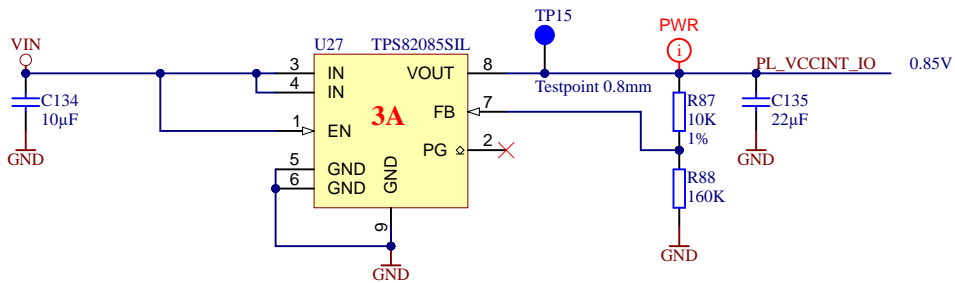 TP15
PWR
i
VIN
U27 TPS82085SIL
PL_VCCINT_IO 0.85V
3 IN VOUT 8
4 IN
Testpoint 0.8mm
C134
10µF
R87
10K
1%
C135
22µF
3A
FB 7
1 EN
PG 2
GND
GND
5 GND
6 GND
GND
9
R88
160K
GND
GND